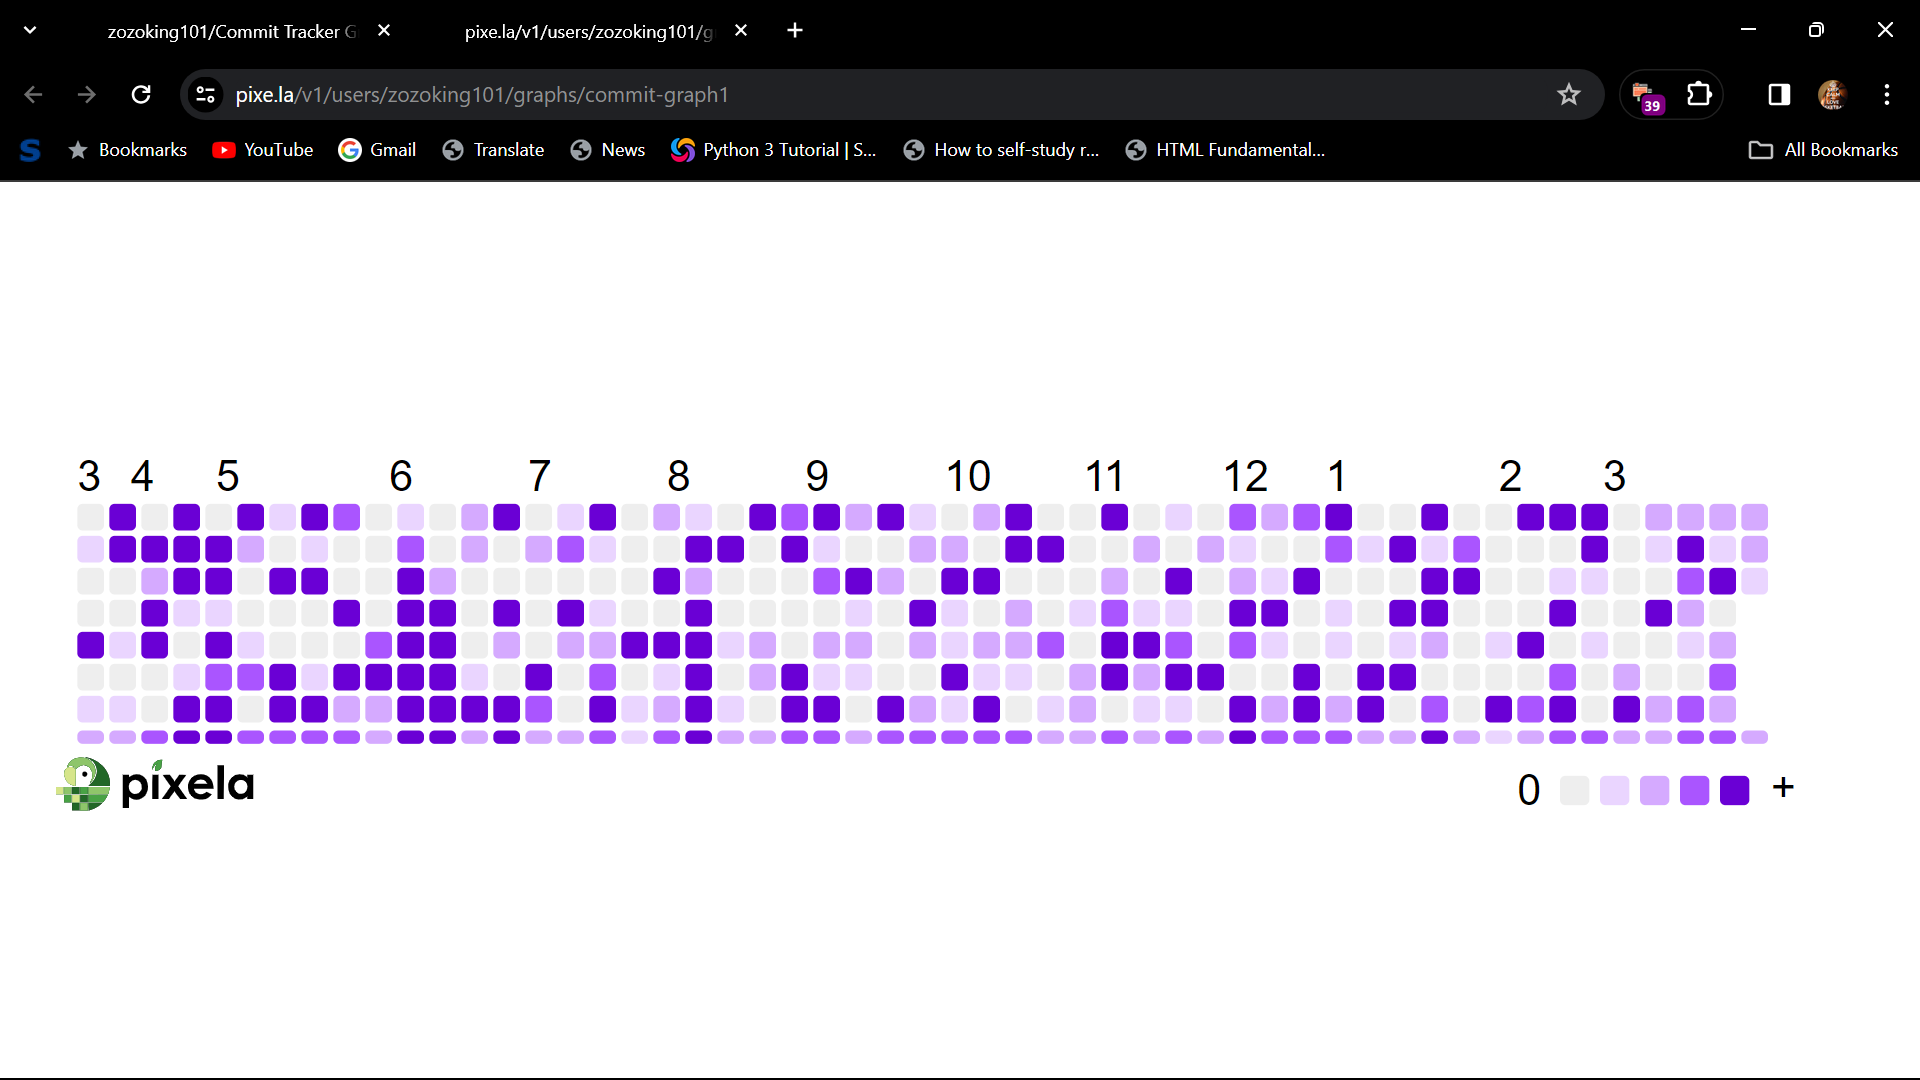 zozoking101/Commit Tracker G
pixe.la/v1/users/zozoking101/g
pixe.la/v1/users/zozoking101/graphs/commit-graph1
39
S Bookmarks YouTube Gmail Translate News Python 3 Tutorial | S... How to self-study r... HTML Fundamental... All Bookmarks
3 4 5 6 7 8 9 10 11 12 1 2 3
pixela
0 +